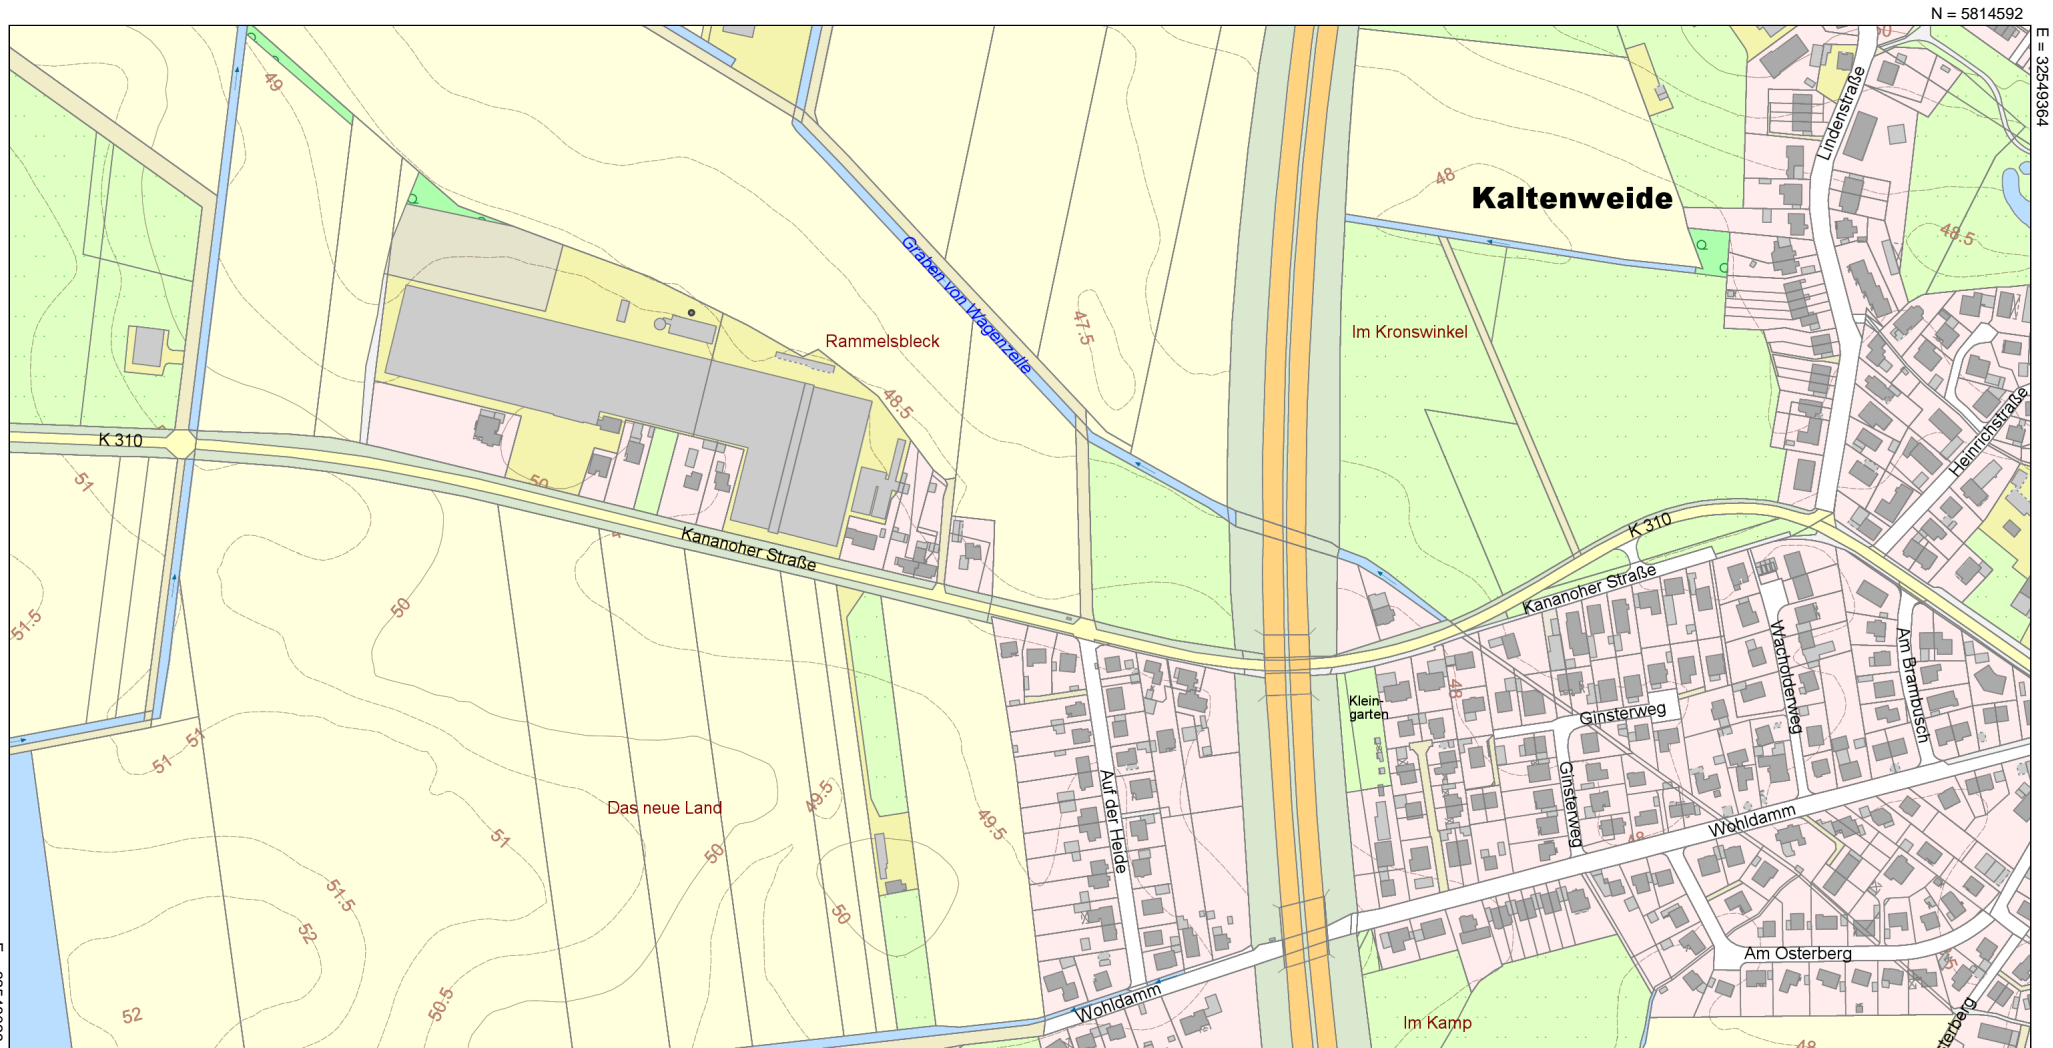 N = 5814592
E = 32549364
50
49
Lindenstraße
48
Kaltenweide
48.5
Graben von Wagenzelle
47.5
Im Kronswinkel
Rammelsbleck
48.5
Heinrichstraße
K 310
51
50
K 310
Kananoher Straße
Kananoher Straße
50
51.5
Wacholderweg
Am Brambusch
48
Klein-
garten
Ginsterweg
51
51
Auf der Heide
Ginsterweg
49.5
Das neue Land
49.5
51
50
Wohldamm
48
51.5
50
52
Am Osterberg
50.5
52
Wohldamm
Im Kamp
48